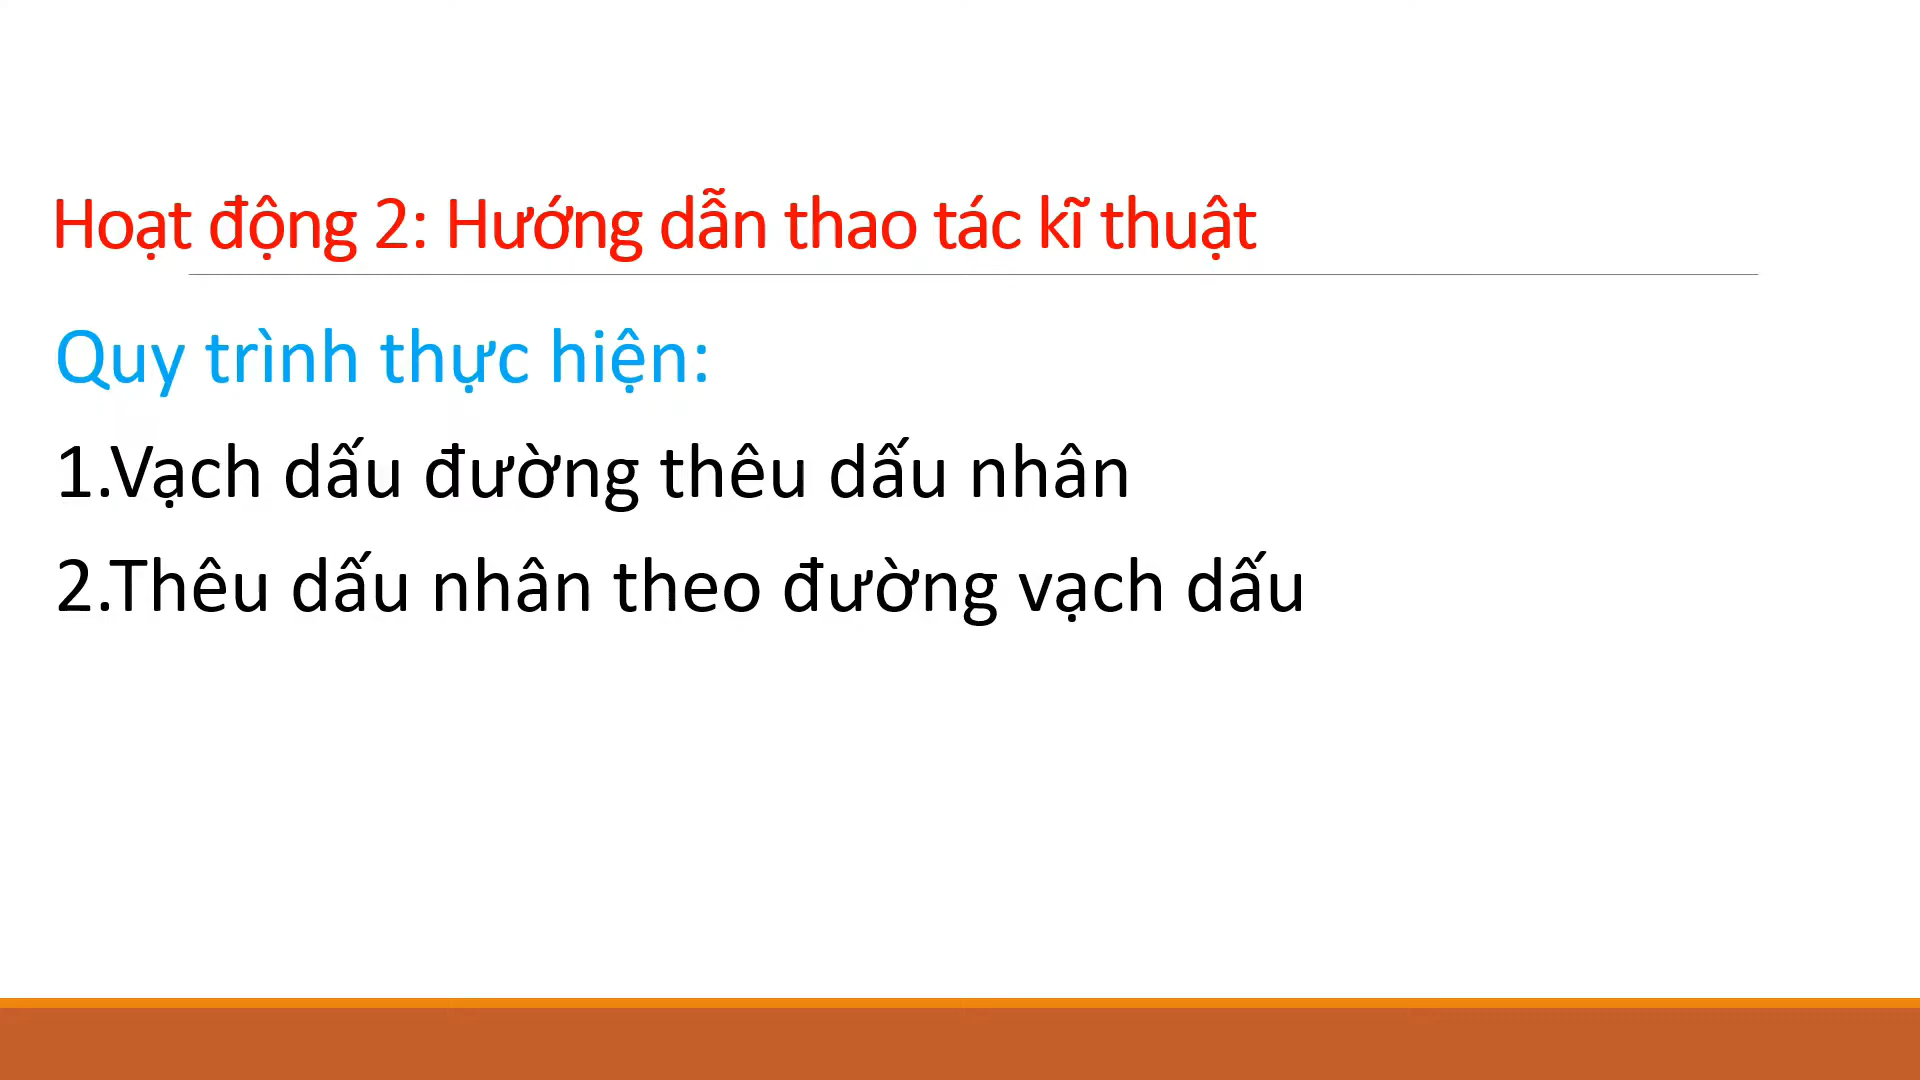 Hoạt động 2: Hướng dẫn thao tác kĩ thuật
Quy trình thực hiện:
1.Vạch dấu đường thêu dấu nhân
2.Thêu dấu nhân theo đường vạch dấu